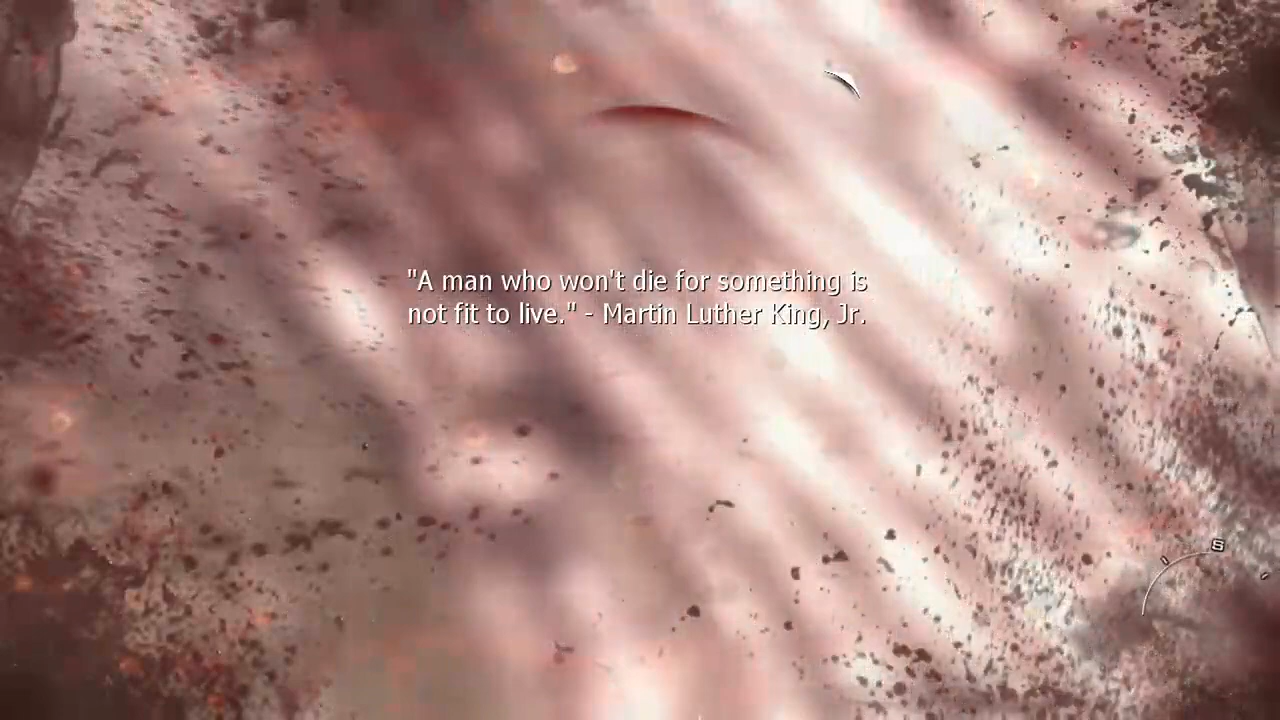 "A man who won't die for something is
not fit to live." - Martin Luther King, Jr.
S